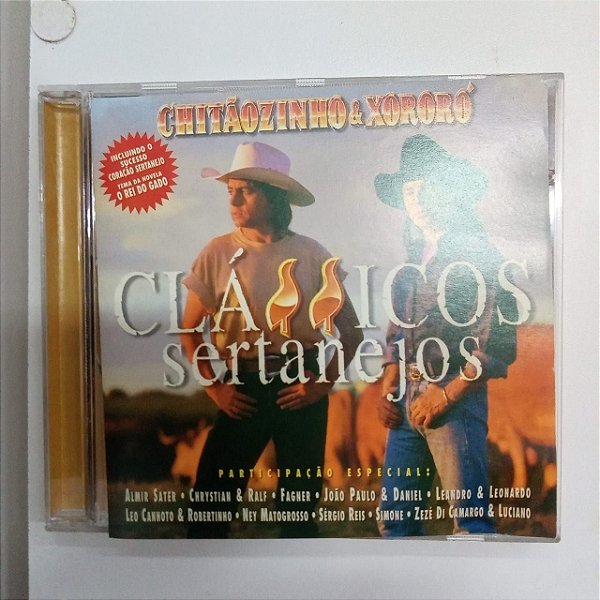 CHITÃOZINHO & XORORÓ
INCLUINDO O
SUCESSO
CORAÇÃO SERTANEJO
TEMA DA NOVELA
O REI DO GADO
CLÁSSICOS
sertanejos
PARTICIPAÇÃO ESPECIAL:
ALMIR SATER • CHRYSTIAN & RALF • FAGNER • JOÃO PAULO & DANIEL • LEANDRO & LEONARDO
LEO CANHOTO & ROBERTINHO • NEY MATOGROSSO • SÉRGIO REIS • SIMONE • ZEZÉ DI CAMARGO & LUCIANO